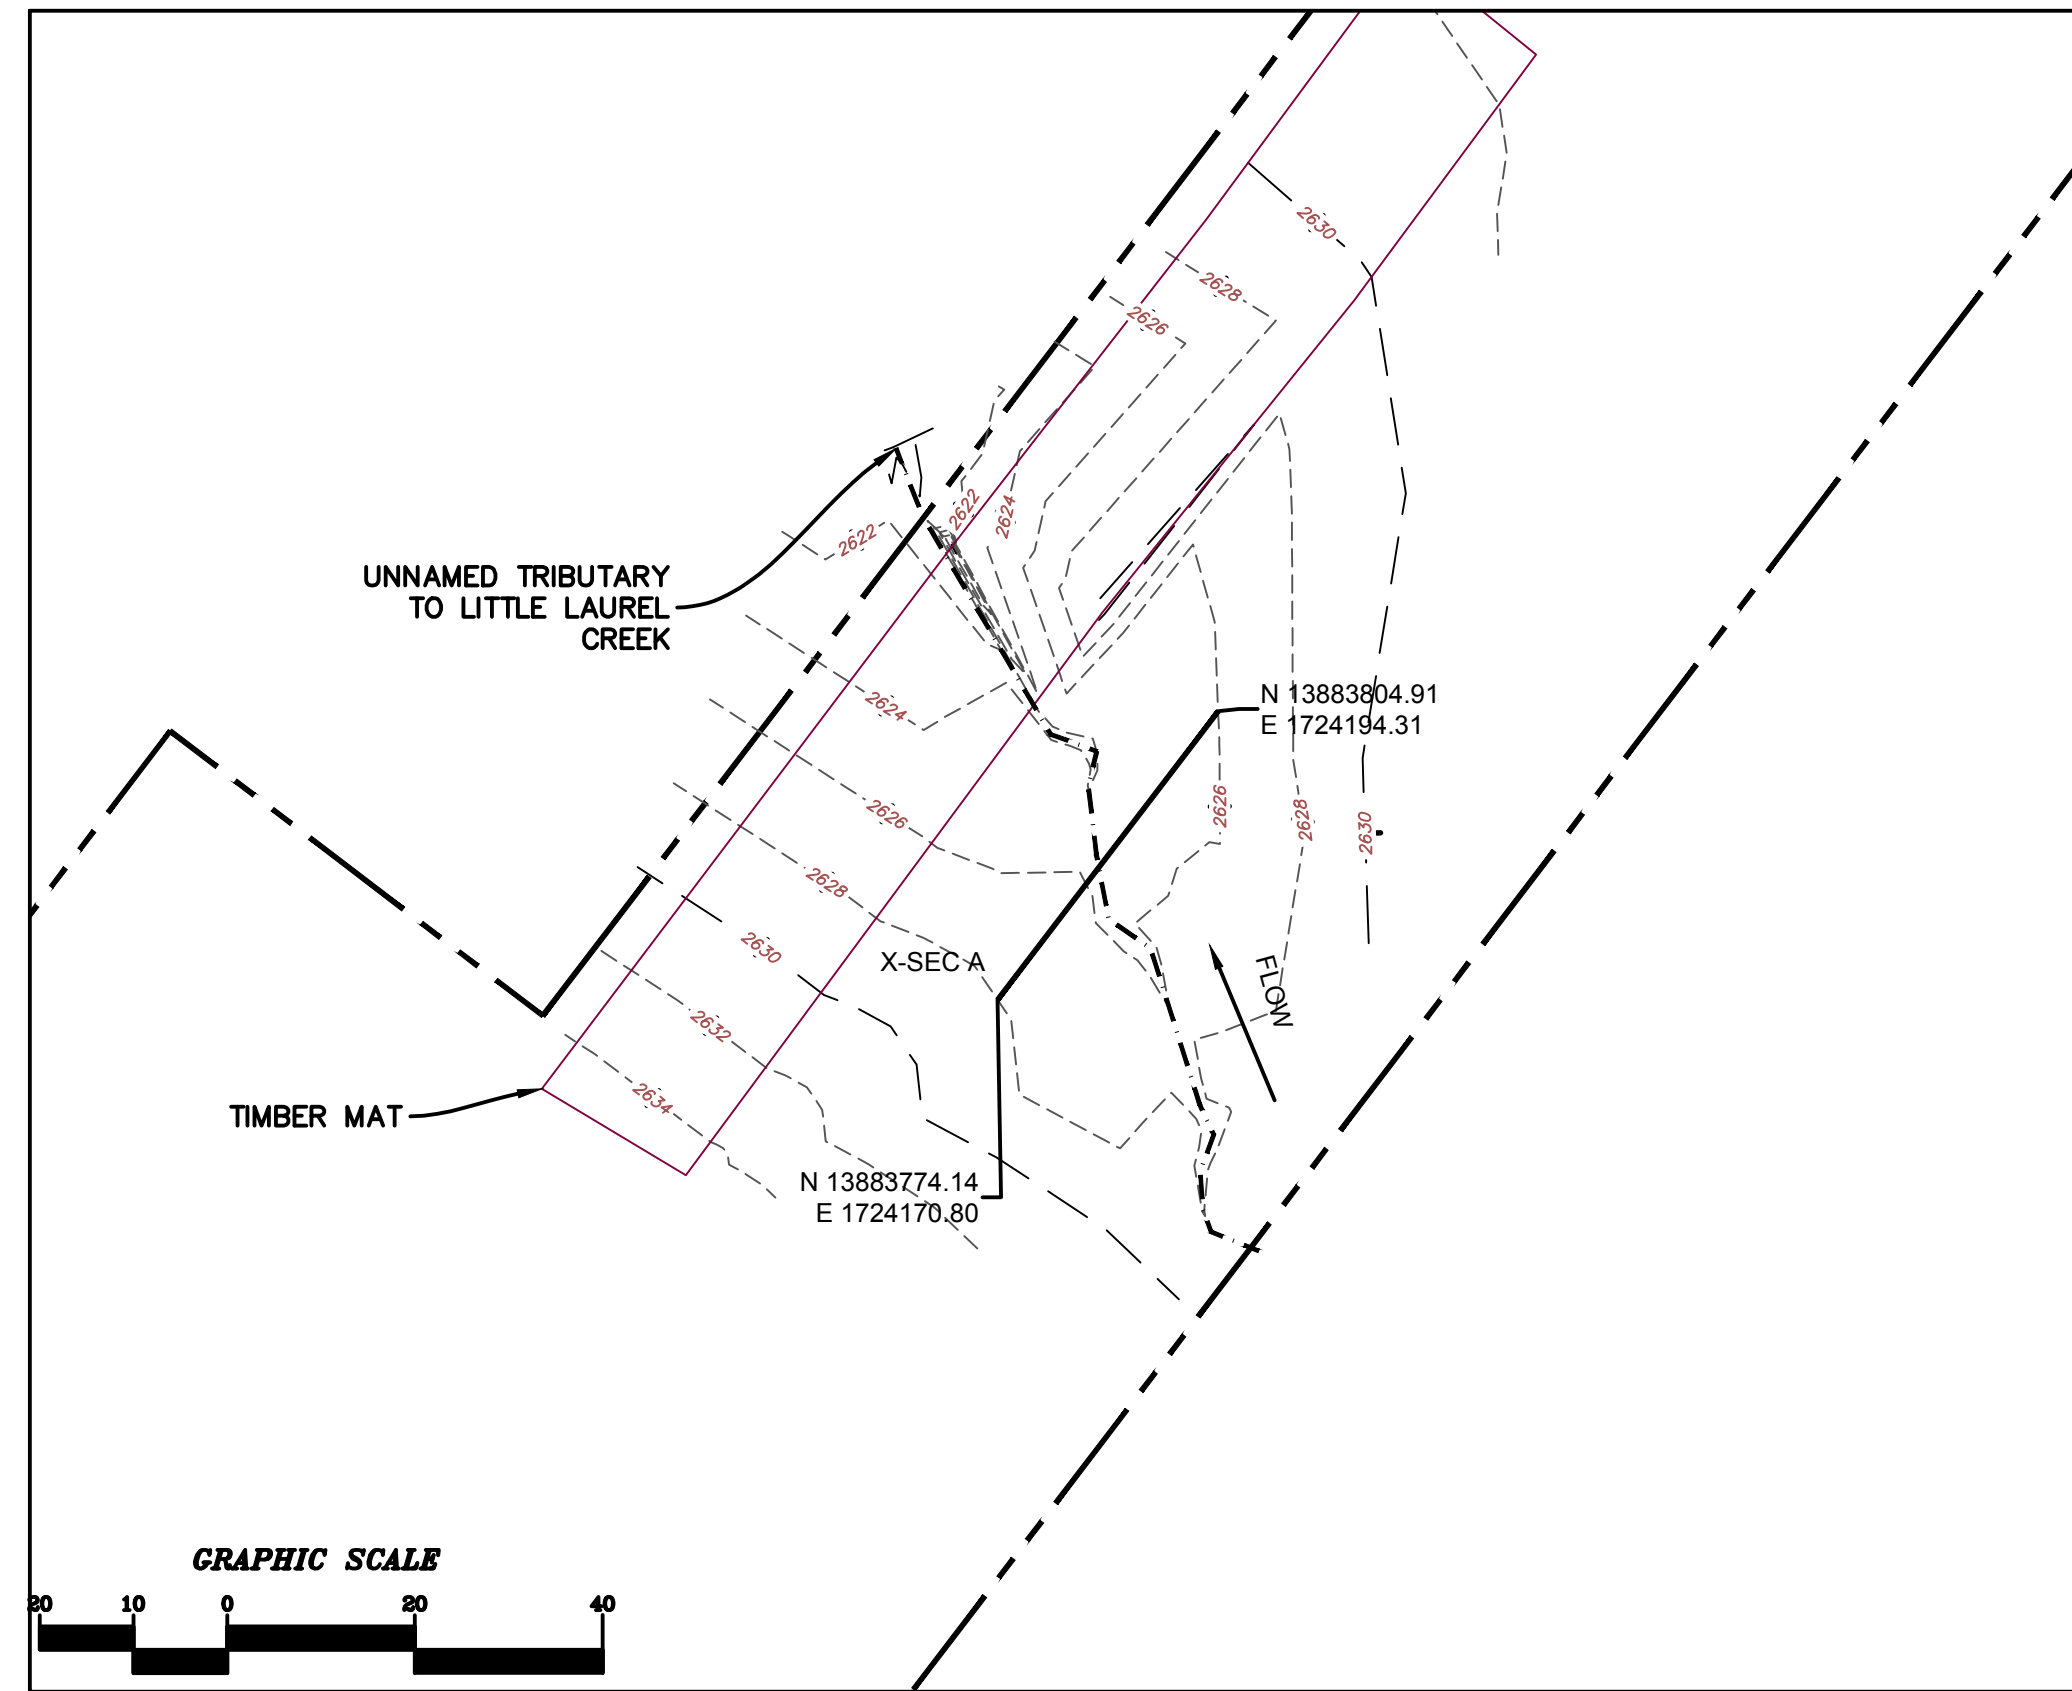 2630
2628
2626
2622
2624
2622
UNNAMED TRIBUTARY
TO LITTLE LAUREL
CREEK
2624
N 13883804.91
E 1724194.31
2626
2626
2628
2630
2628
2630
X-SEC A
FLOW
2632
2634
TIMBER MAT
N 13883774.14
E 1724170.80
GRAPHIC SCALE
20 10 0 20 40